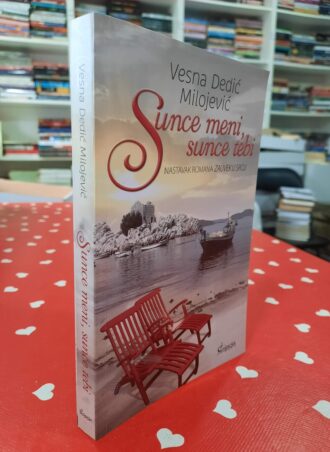 Vesna Dedić
Milojević
Sunce meni,
sunce tebi
NASTAVAK ROMANA ZAUVEK U SRCU
Vesna Dedić Milojević
Sunce meni, sunce tebi